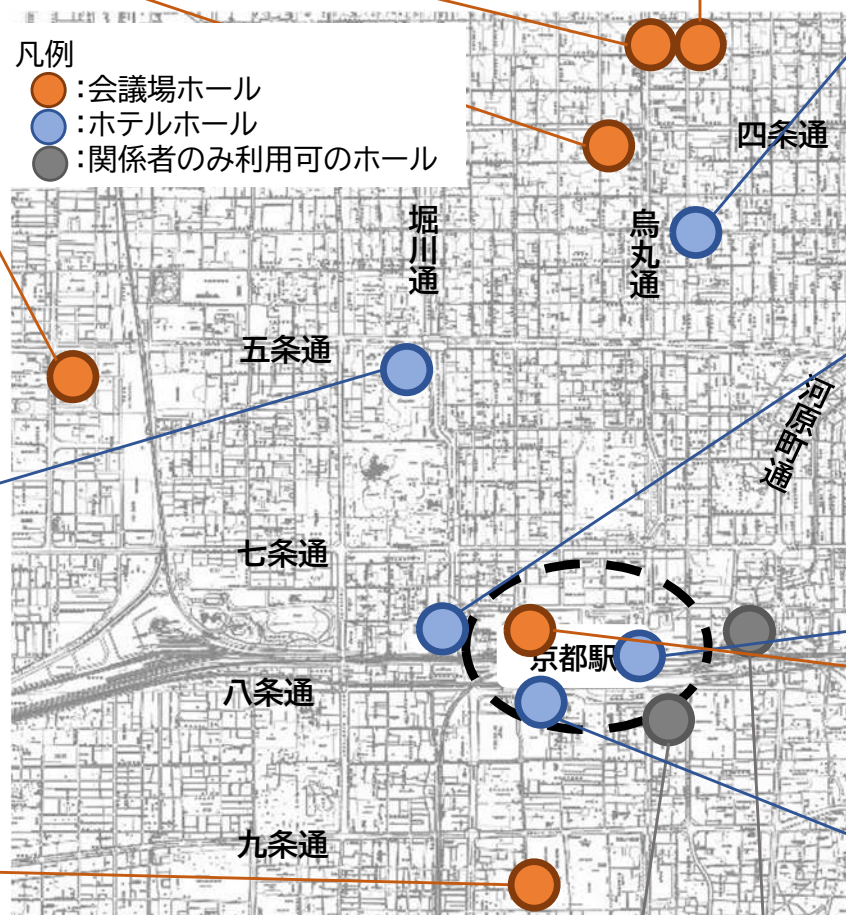 凡例
:会議場ホール
:ホテルホール
:関係者のみ利用可のホール
四条通
堀川通
烏丸通
五条通
河原町通
七条通
京都駅
八条通
九条通